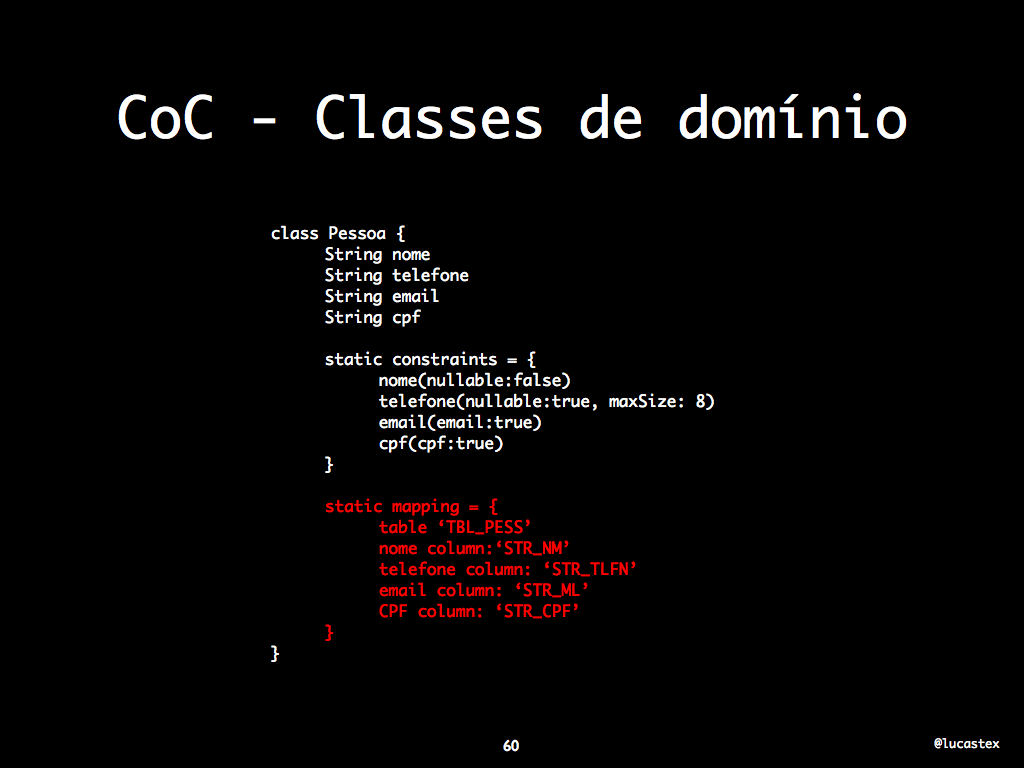 CoC - Classes de domínio
class Pessoa {
String nome
String telefone
String email
String cpf
static constraints = {
nome(nullable:false)
telefone(nullable:true, maxSize: 8)
email(email:true)
cpf(cpf:true)
}
static mapping = {
table ‘TBL_PESS’
nome column:‘STR_NM’
telefone column: ‘STR_TLFN’
email column: ‘STR_ML’
CPF column: ‘STR_CPF’
}
}
60
@lucastex